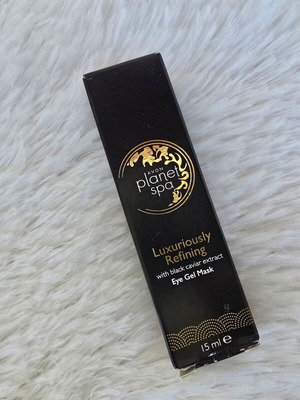 AVON
planet
spa
Luxuriously
Refining
with black caviar extract
Eye Gel Mask
15 ml ℮